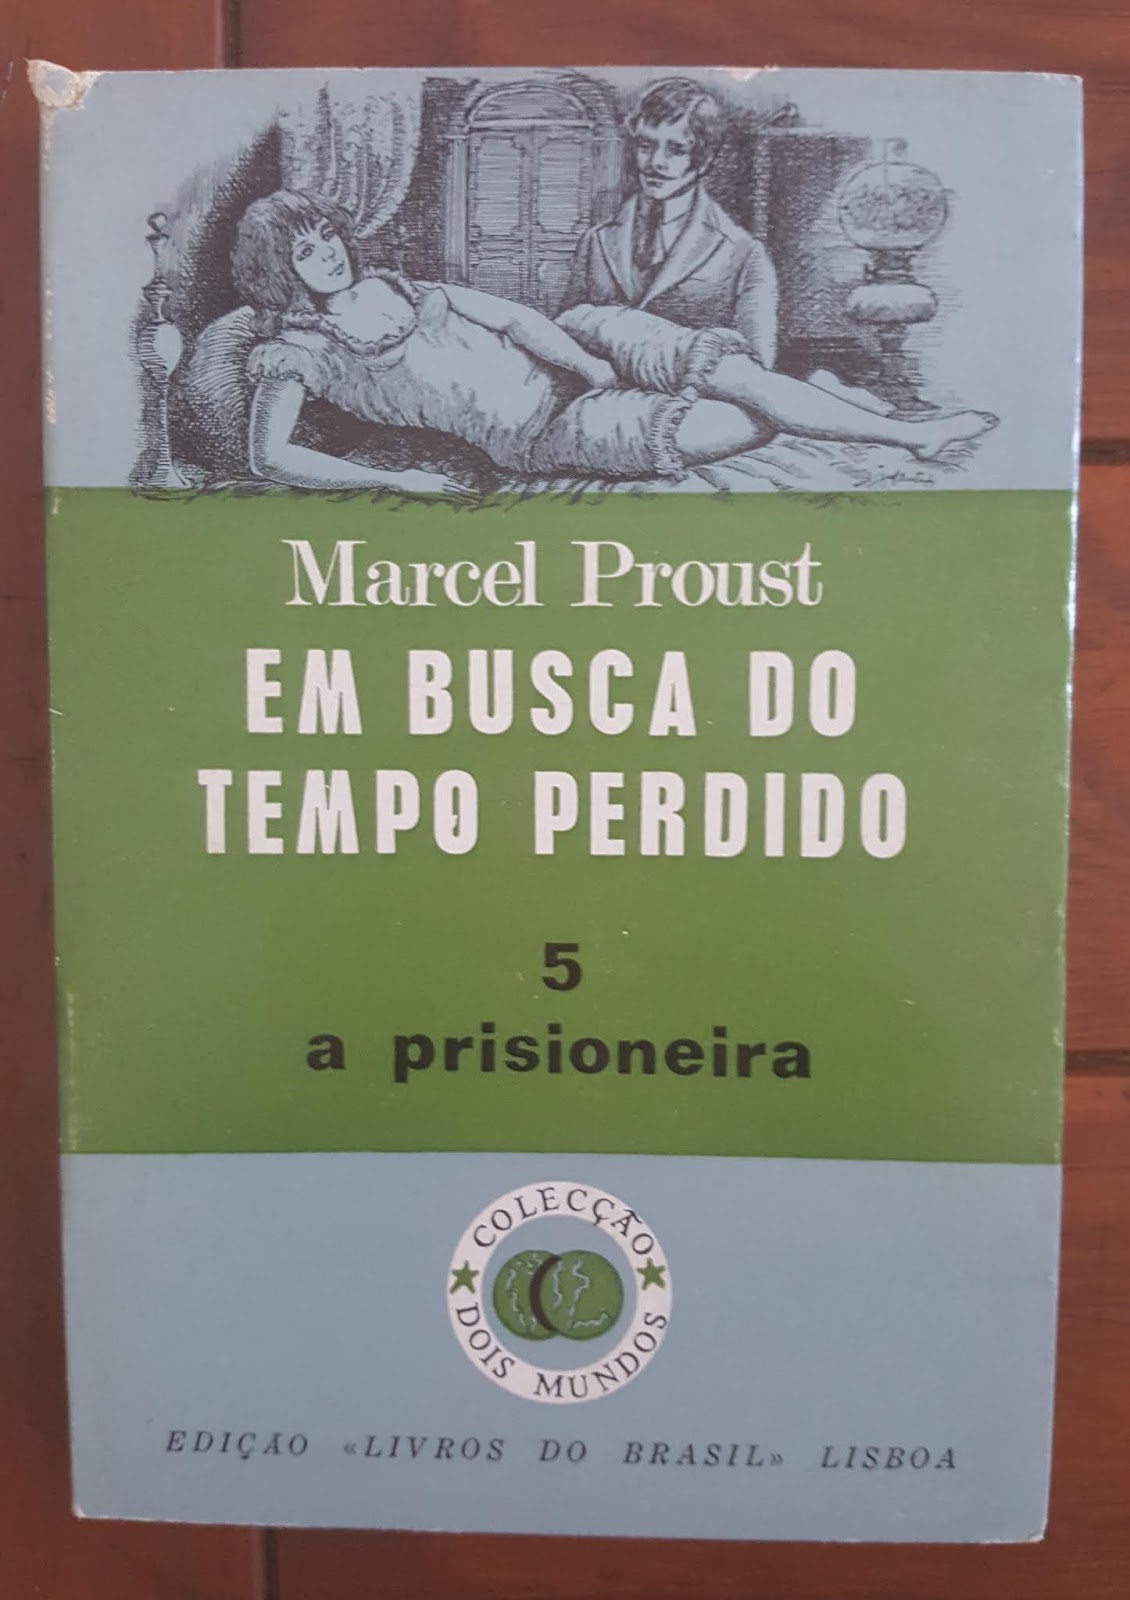 Marcel Proust
EM BUSCA DO
TEMPO PERDIDO
5
a prisioneira
COLECÇÃO
DOIS MUNDOS
EDIÇÃO «LIVROS DO BRASIL» LISBOA